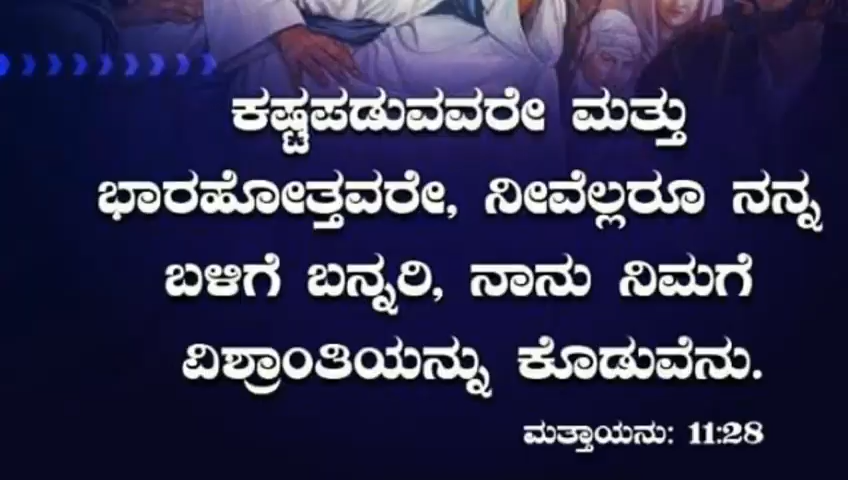 ಕಷ್ಟಪಡುವವರೇ ಮತ್ತು
ಭಾರಹೋತ್ತವರೇ, ನೀವೆಲ್ಲರೂ ನನ್ನ
ಬಳಿಗೆ ಬನ್ನರಿ, ನಾನು ನಿಮಗೆ
ವಿಶ್ರಾಂತಿಯನ್ನು ಕೊಡುವೆನು.
ಮತ್ತಾಯನು: 11:28